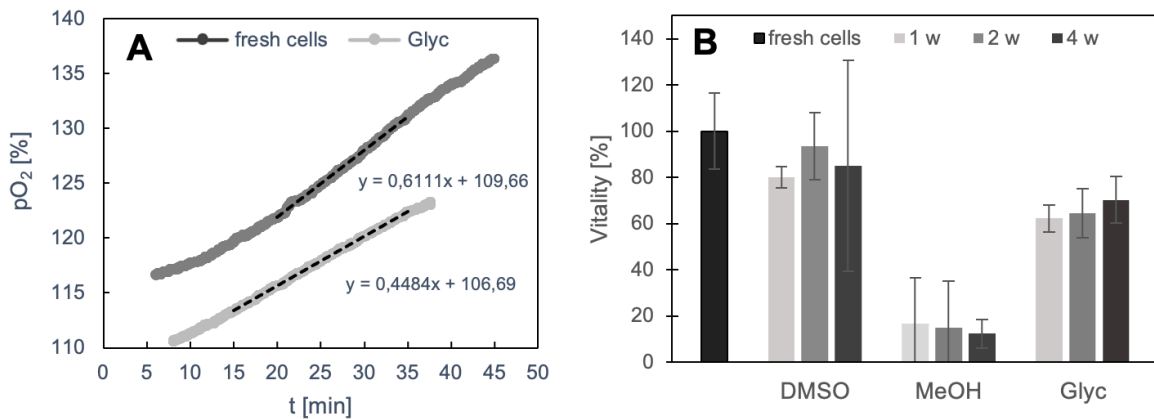 A
fresh cells
Glyc
140
135
130
125
120
115
110
pO₂ [%]
y = 0,6111x + 109,66
y = 0,4484x + 106,69
0 5 10 15 20 25 30 35 40 45 50
t [min]
B
fresh cells
1 w
2 w
4 w
140
120
100
80
60
40
20
0
Vitality [%]
DMSO MeOH Glyc